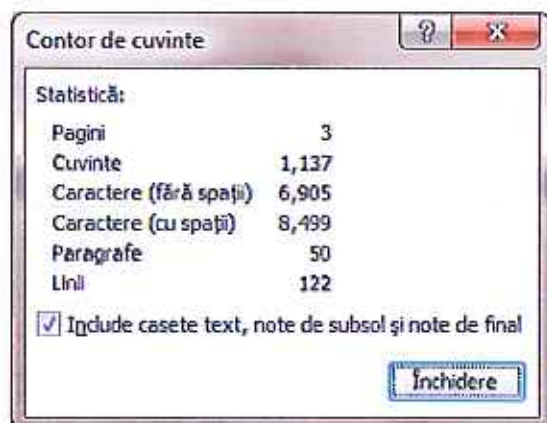 Contor de cuvinte
Statistică:
Pagini 3
Cuvinte 1,137
Caractere (fără spații) 6,905
Caractere (cu spații) 8,499
Paragrafe 50
Linii 122
Include casete text, note de subsol și note de final
Închidere